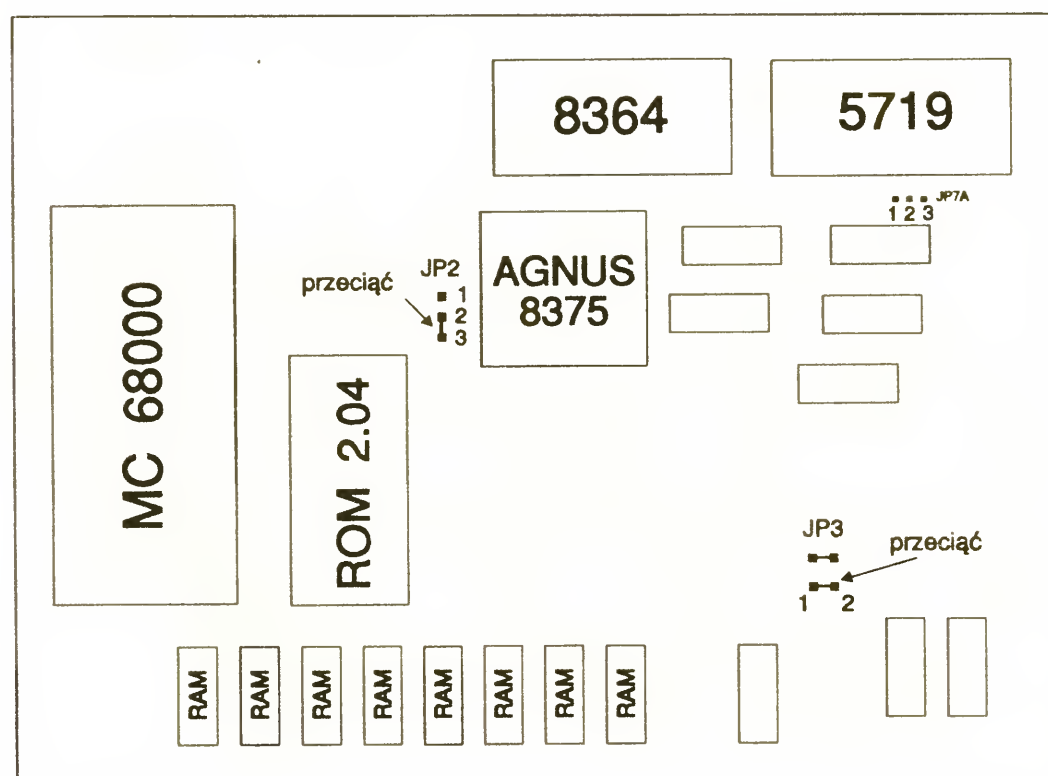 8364
5719
JP7A
1 2 3
MC 68000
JP2
przeciąć
1
2
3
AGNUS
8375
ROM 2.04
JP3
przeciąć
1 2
RAM
RAM
RAM
RAM
RAM
RAM
RAM
RAM